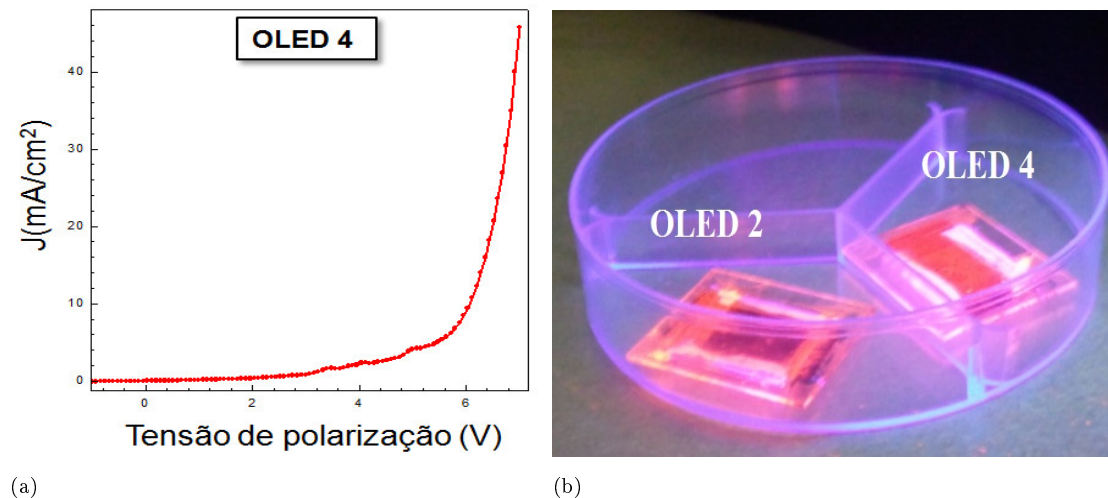 OLED 4
J(mA/cm²)
40
30
20
10
0
0 2 4 6
Tensão de polarização (V)
OLED 4
OLED 2
(a) (b)